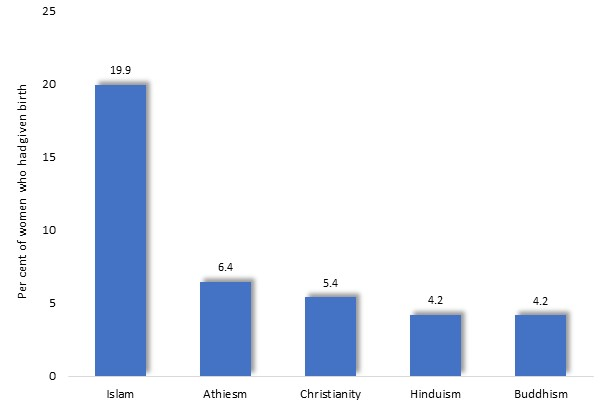 25
20
15
10
5
0
Per cent of women who hadgiven birth
19.9
6.4
5.4
4.2
4.2
Islam
Athiesm
Christianity
Hinduism
Buddhism